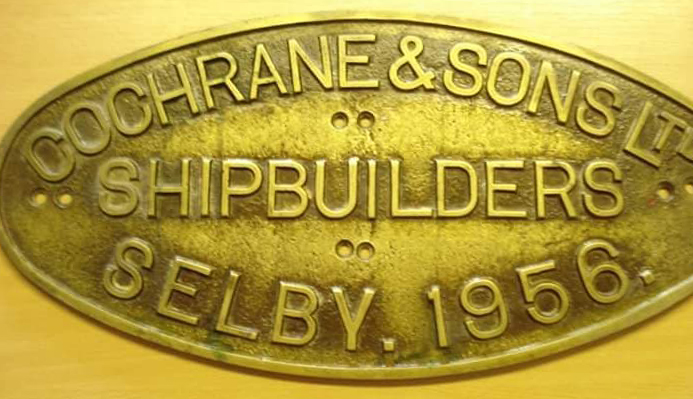 COCHRANE & SONS LTD
SHIPBUILDERS
SELBY. 1956.